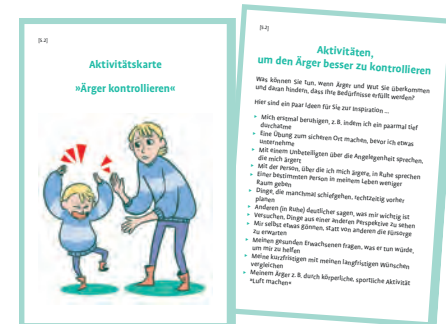 [5.2]
Aktivitätskarte
»Ärger kontrollieren«
[5.2]
Aktivitäten,
um den Ärger besser zu kontrollieren
Was können Sie tun, wenn Ärger und Wut Sie überkommen
und daran hindern, dass Ihre Bedürfnisse erfüllt werden?
Hier sind ein paar Ideen für Sie zur Inspiration ...
▸ Mich erstmal beruhigen, z.B. indem ich ein paarmal tief
durchatme
▸ Eine Übung zum sicheren Ort machen, bevor ich etwas
unternehme
▸ Mit einem Unbeteiligten über die Angelegenheit sprechen,
die mich ärgert
▸ Mit der Person, über die ich mich ärgere, in Ruhe sprechen
▸ Einer bestimmten Person in meinem Leben weniger
Raum geben
▸ Dinge, die manchmal schiefgehen, rechtzeitig vorher
planen
▸ Anderen (in Ruhe) deutlicher sagen, was mir wichtig ist
▸ Versuchen, Dinge aus einer anderen Perspektive zu sehen
▸ Mir selbst etwas gönnen, statt von anderen die Fürsorge
zu erwarten
▸ Meinen gesunden Erwachsenen fragen, was er tun würde,
um mir zu helfen
▸ Meine kurzfristigen mit meinen langfristigen Wünschen
vergleichen
▸ Meinem Ärger z.B. durch körperliche, sportliche Aktivität
"Luft machen"